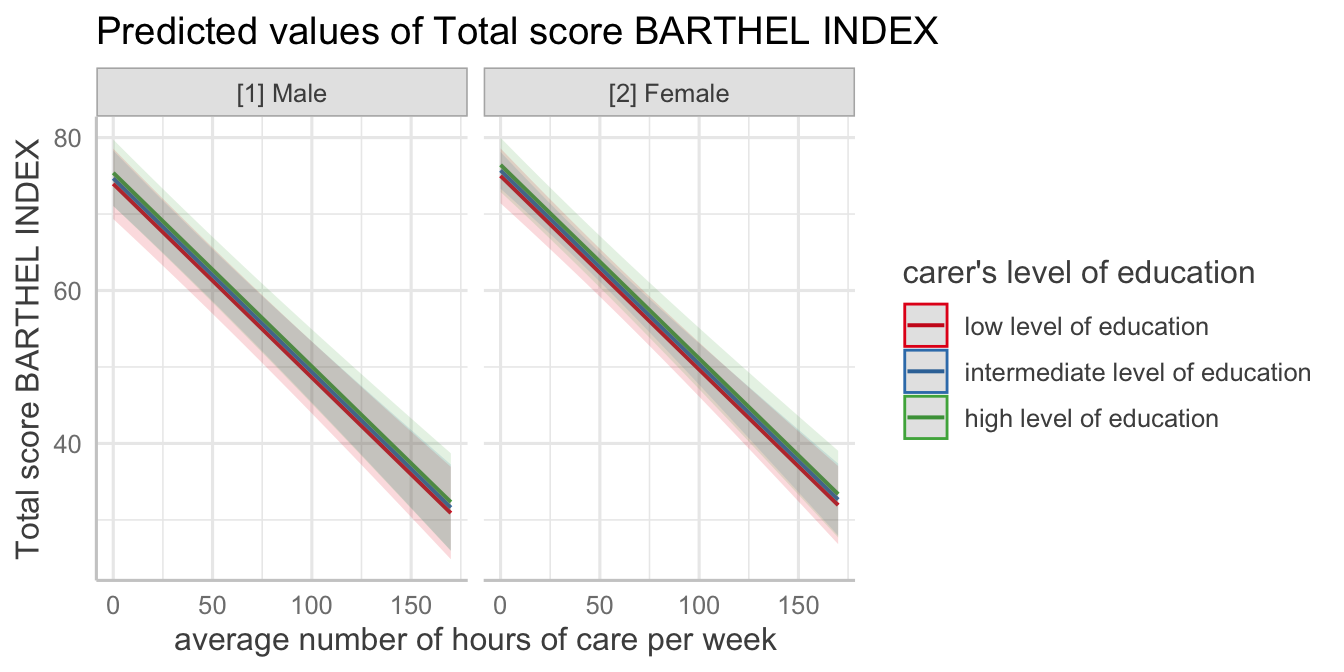 Predicted values of Total score BARTHEL INDEX
[1] Male
[2] Female
Total score BARTHEL INDEX
80
60
40
0
50
100
150
0
50
100
150
average number of hours of care per week
carer's level of education
low level of education
intermediate level of education
high level of education